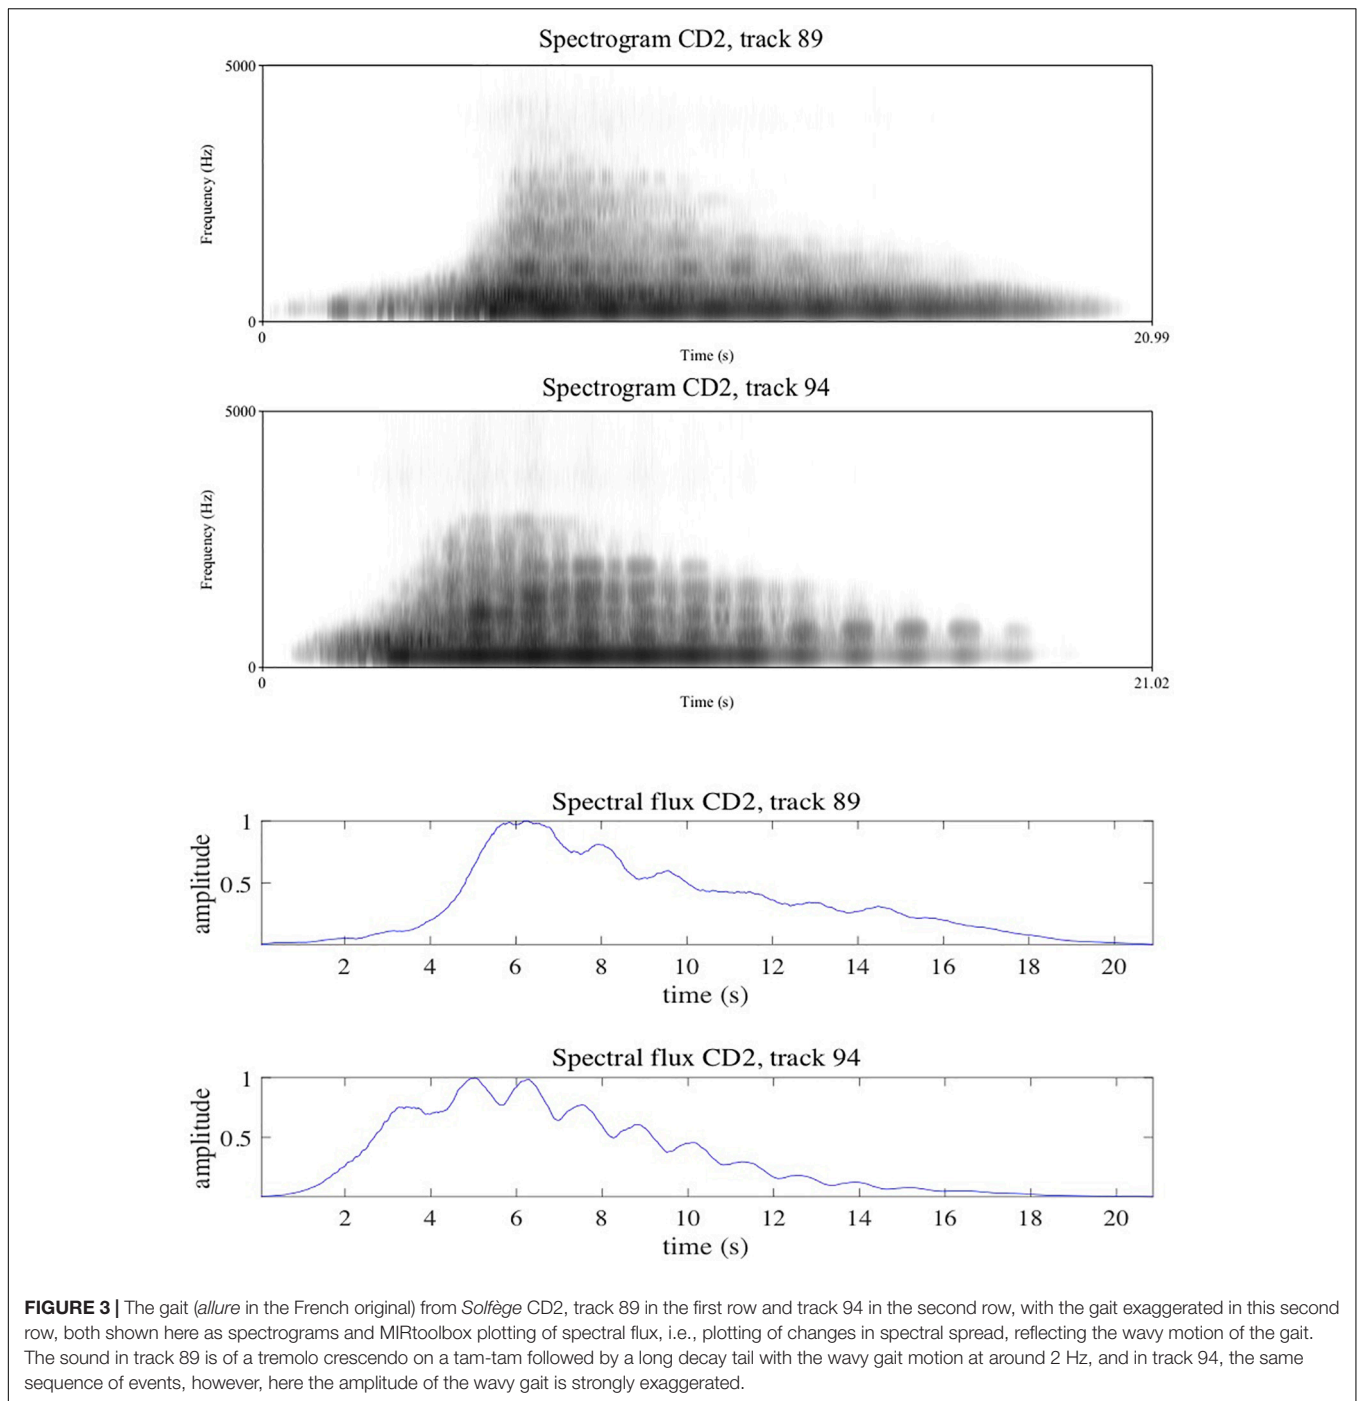 Spectrogram CD2, track 89
5000
Frequency (Hz)
0
0
20.99
Time (s)
Spectrogram CD2, track 94
5000
Frequency (Hz)
0
0
21.02
Time (s)
Spectral flux CD2, track 89
1
0.5
amplitude
2 4 6 8 10 12 14 16 18 20
time (s)
Spectral flux CD2, track 94
1
0.5
amplitude
2 4 6 8 10 12 14 16 18 20
time (s)
FIGURE 3 | The gait (allure in the French original) from Solfège CD2, track 89 in the first row and track 94 in the second row, with the gait exaggerated in this second
row, both shown here as spectrograms and MIRtoolbox plotting of spectral flux, i.e., plotting of changes in spectral spread, reflecting the wavy motion of the gait.
The sound in track 89 is of a tremolo crescendo on a tam-tam followed by a long decay tail with the wavy gait motion at around 2 Hz, and in track 94, the same
sequence of events, however, here the amplitude of the wavy gait is strongly exaggerated.